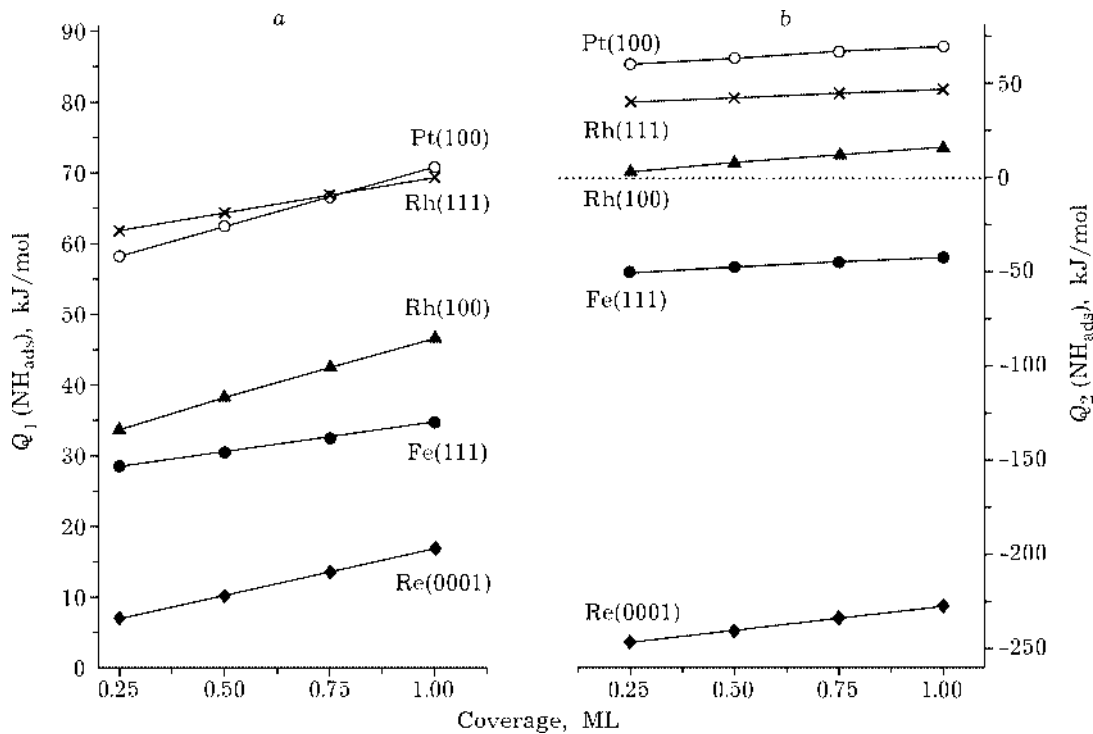 a
90
80
70
60
50
40
30
20
10
0
Q₁ (NH_ads), kJ/mol
Pt(100)
Rh(111)
Rh(100)
Fe(111)
Re(0001)
0.25 0.50 0.75 1.00
b
Pt(100)
Rh(111)
Rh(100)
Fe(111)
Re(0001)
50
0
-50
-100
-150
-200
-250
Q₂ (NH_ads), kJ/mol
0.25 0.50 0.75 1.00
Coverage, ML